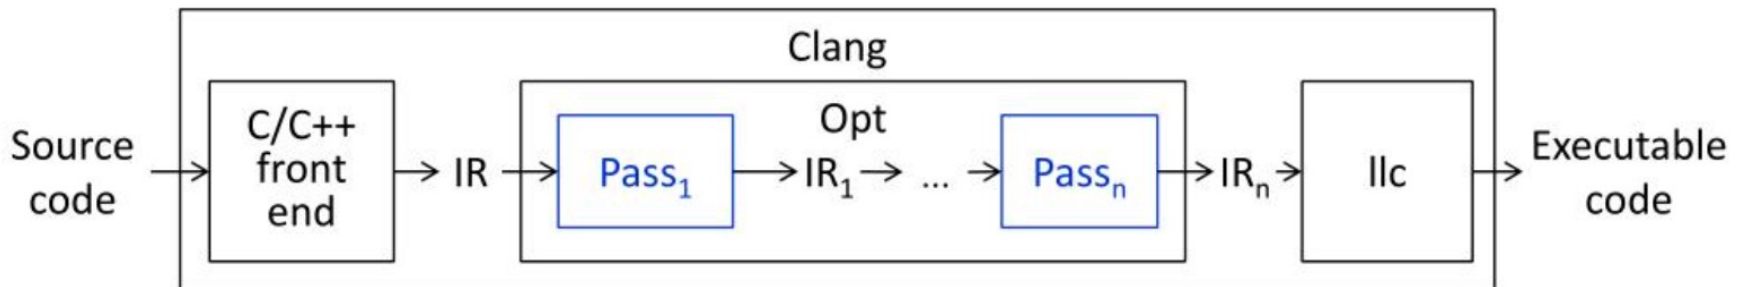 Clang
Source
code
C/C++
front
end
IR
Opt
Pass₁
IR₁
...
Passₙ
IRₙ
llc
Executable
code